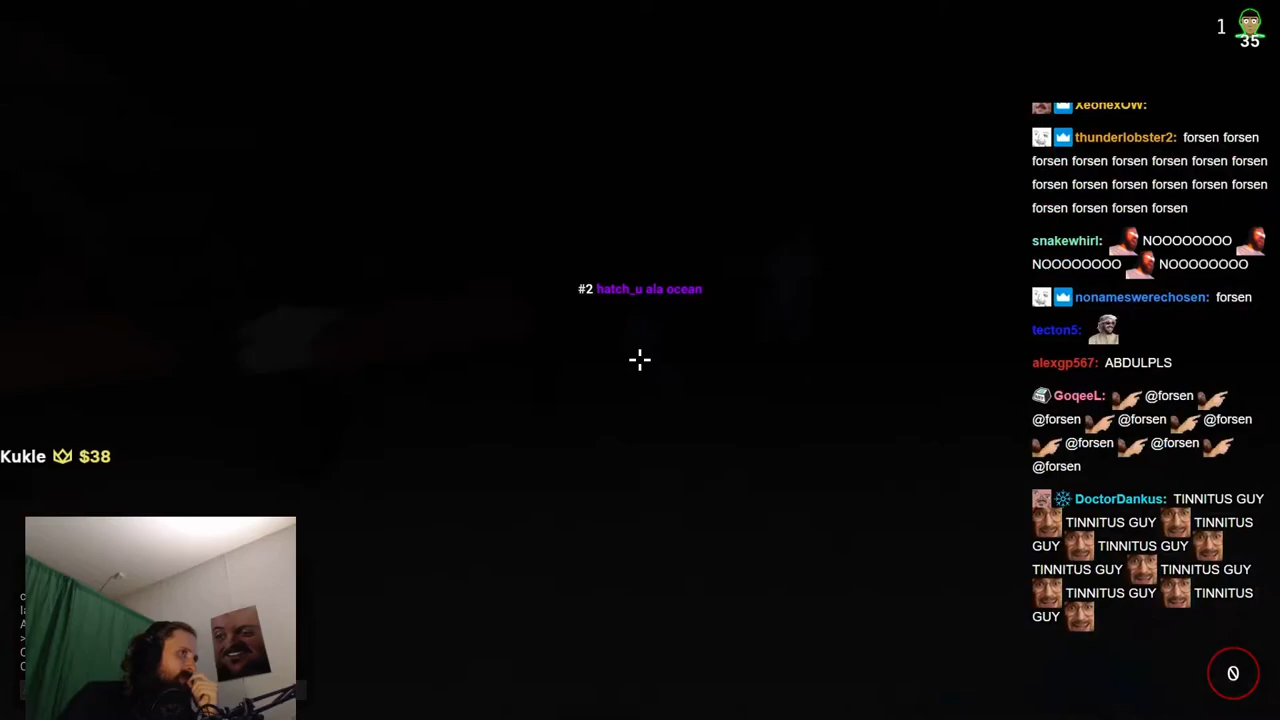 1
35
XeonexOW:
thunderlobster2: forsen forsen
forsen forsen forsen forsen forsen forsen
forsen forsen forsen forsen forsen forsen
forsen forsen forsen forsen
snakewhirl: NOOOOOOOO
NOOOOOOOO NOOOOOOOO
#2 hatch_u ala ocean
nonameswerechosen: forsen
tecton5:
alexgp567: ABDULPLS
GoqeeL: @forsen
@forsen @forsen @forsen
@forsen @forsen
@forsen
Kukle $38
DoctorDankus: TINNITUS GUY
TINNITUS GUY TINNITUS
GUY TINNITUS GUY
TINNITUS GUY TINNITUS GUY
TINNITUS GUY TINNITUS
GUY
0